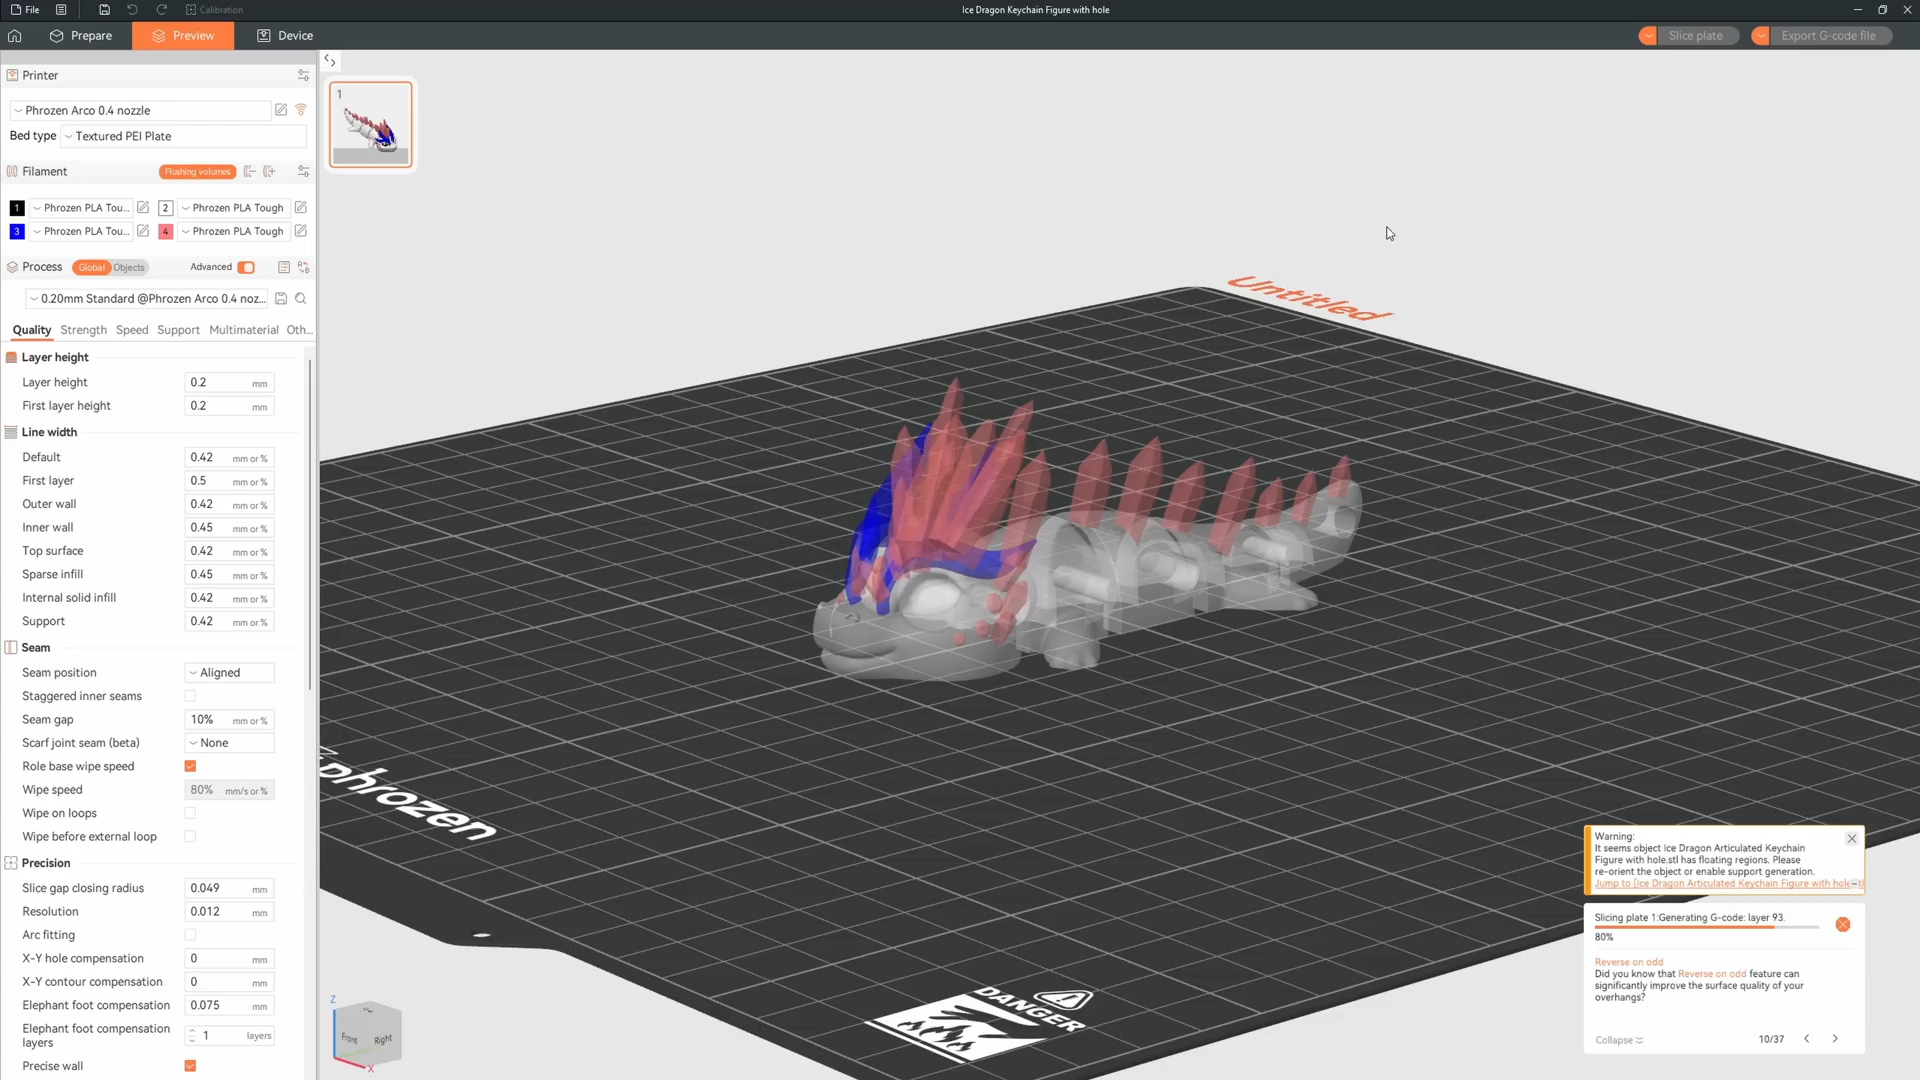 File
Calibration
Ice Dragon Keychain Figure with hole
Prepare
Preview
Device
Slice plate
Export G-code file
Printer
Phrozen Arco 0.4 nozzle
Bed type
Textured PEI Plate
Filament
Flushing volumes
1
Phrozen PLA Tou...
2
Phrozen PLA Tough
3
Phrozen PLA Tou...
4
Phrozen PLA Tough
Process
Global
Objects
Advanced
0.20mm Standard @Phrozen Arco 0.4 noz...
Quality
Strength
Speed
Support
Multimaterial
Oth...
Layer height
Layer height
0.2 mm
First layer height
0.2 mm
Line width
Default
0.42 mm or %
First layer
0.5 mm or %
Outer wall
0.42 mm or %
Inner wall
0.45 mm or %
Top surface
0.42 mm or %
Sparse infill
0.45 mm or %
Internal solid infill
0.42 mm or %
Support
0.42 mm or %
Seam
Seam position
Aligned
Staggered inner seams
Seam gap
10% mm or %
Scarf joint seam (beta)
None
Role base wipe speed
Wipe speed
80% mm/s or %
Wipe on loops
Wipe before external loop
Precision
Slice gap closing radius
0.049 mm
Resolution
0.012 mm
Arc fitting
X-Y hole compensation
0 mm
X-Y contour compensation
0 mm
Elephant foot compensation
0.075 mm
Elephant foot compensation
layers
1 layers
Precise wall
1
Untitled
phrozen
DANGER
Z
Front
Right
X
Warning:
It seems object Ice Dragon Articulated Keychain
Figure with hole.stl has floating regions. Please
re-orient the object or enable support generation.
Jump to [Ice Dragon Articulated Keychain Figure with hole
Slicing plate 1:Generating G-code: layer 93.
80%
Reverse on odd
Did you know that Reverse on odd feature can
significantly improve the surface quality of your
overhangs?
Collapse
10/37